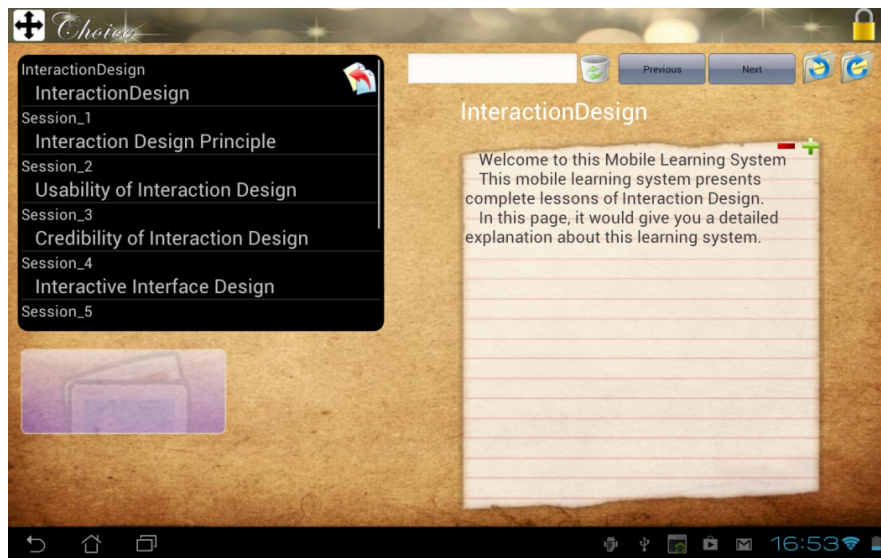 Choice
InteractionDesign
InteractionDesign
Session_1
Interaction Design Principle
Session_2
Usability of Interaction Design
Session_3
Credibility of Interaction Design
Session_4
Interactive Interface Design
Session_5
Previous
Next
InteractionDesign
Welcome to this Mobile Learning System
This mobile learning system presents
complete lessons of Interaction Design.
In this page, it would give you a detailed
explanation about this learning system.
16:53